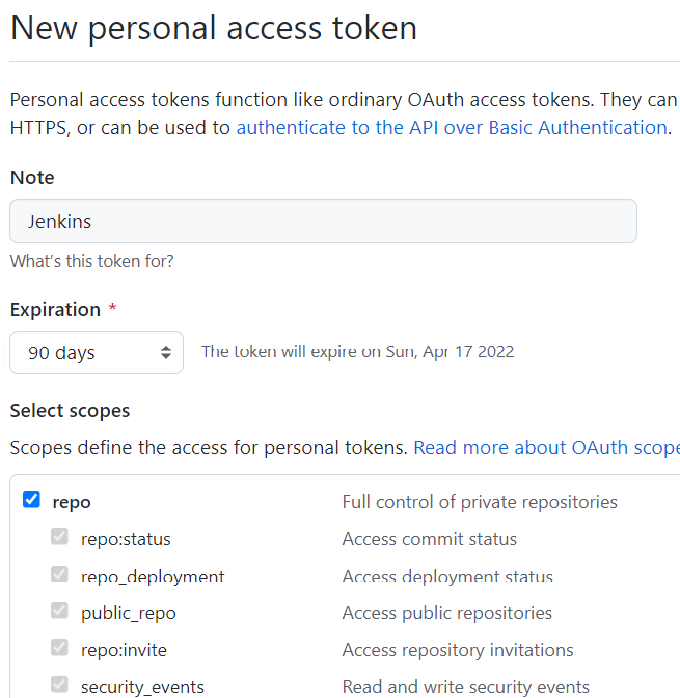 New personal access token
Personal access tokens function like ordinary OAuth access tokens. They can
HTTPS, or can be used to authenticate to the API over Basic Authentication.
Note
Jenkins
What's this token for?
Expiration *
90 days The token will expire on Sun, Apr 17 2022
Select scopes
Scopes define the access for personal tokens. Read more about OAuth scope
repo Full control of private repositories
repo:status Access commit status
repo_deployment Access deployment status
public_repo Access public repositories
repo:invite Access repository invitations
security_events Read and write security events